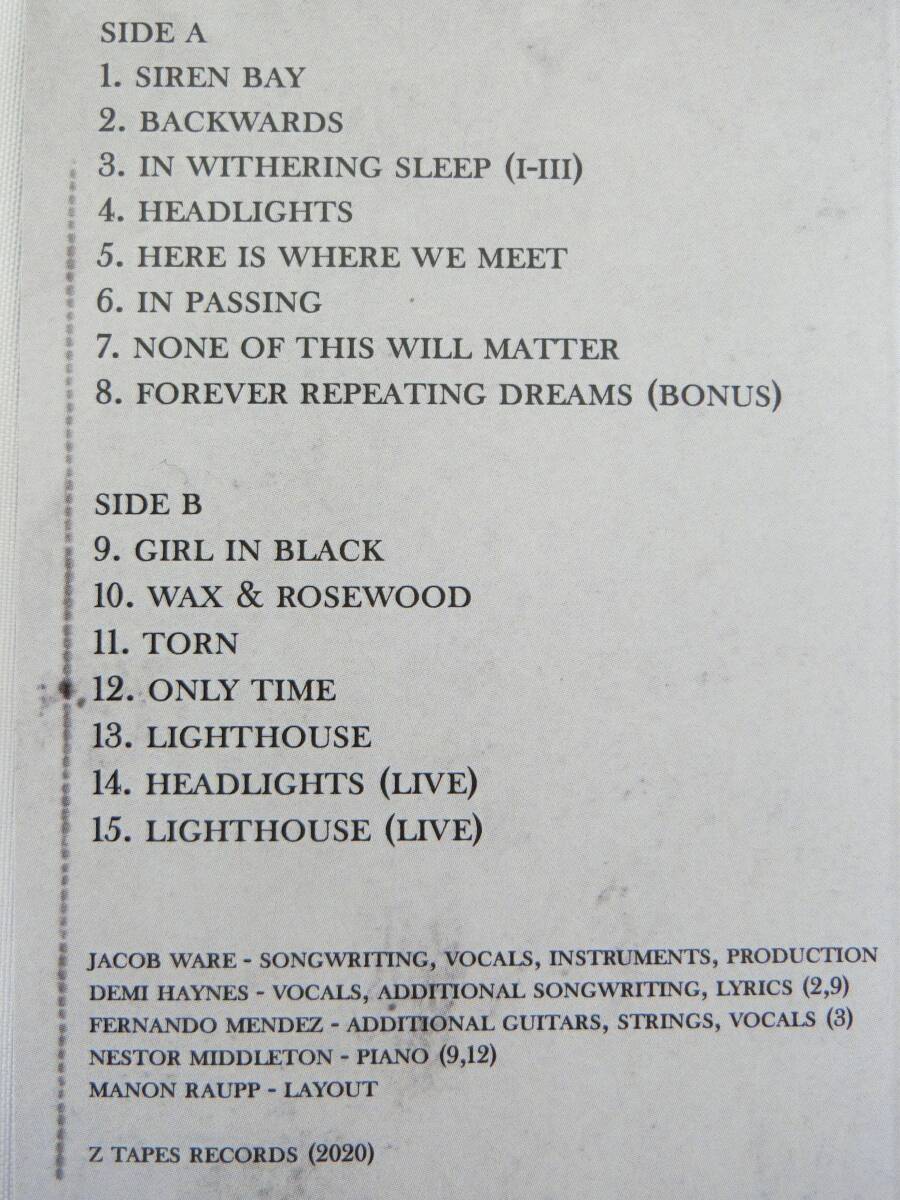 SIDE A
1. SIREN BAY
2. BACKWARDS
3. IN WITHERING SLEEP (I-III)
4. HEADLIGHTS
5. HERE IS WHERE WE MEET
6. IN PASSING
7. NONE OF THIS WILL MATTER
8. FOREVER REPEATING DREAMS (BONUS)
SIDE B
9. GIRL IN BLACK
10. WAX & ROSEWOOD
11. TORN
12. ONLY TIME
13. LIGHTHOUSE
14. HEADLIGHTS (LIVE)
15. LIGHTHOUSE (LIVE)
JACOB WARE - SONGWRITING, VOCALS, INSTRUMENTS, PRODUCTION
DEMI HAYNES - VOCALS, ADDITIONAL SONGWRITING, LYRICS (2,9)
FERNANDO MENDEZ - ADDITIONAL GUITARS, STRINGS, VOCALS (3)
NESTOR MIDDLETON - PIANO (9,12)
MANON RAUPP - LAYOUT
Z TAPES RECORDS (2020)